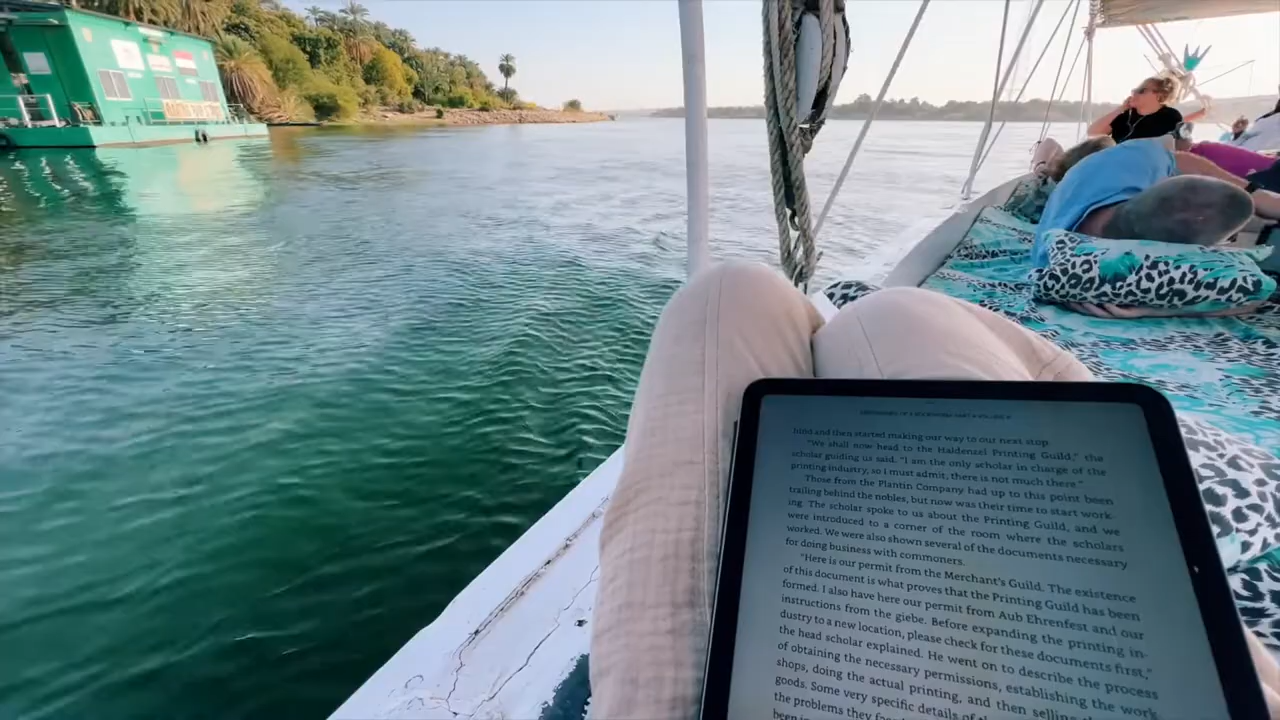 ASCENDANCE OF A BOOKWORM: PART 4 VOLUME
bond and then started making our way to our next stop.
"We shall now head to the Haldenzel Printing Guild," the
scholar guiding us said. "I am the only scholar in charge of the
printing industry, so I must admit, there is not much there."
Those from the Plantin Company had up to this point been
trailing behind the nobles, but now was their time to start work-
ing. The scholar spoke to us about the Printing Guild, and we
were introduced to a corner of the room where the scholars
worked. We were also shown several of the documents necessary
for doing business with commoners.
"Here is our permit from the Merchant's Guild. The existence
of this document is what proves that the Printing Guild has been
formed. I also have here our permit from Aub Ehrenfest and our
instructions from the giebe. Before expanding the printing in-
dustry to a new location, please check for these documents first,"
the head scholar explained. He went on to describe the process
of obtaining the necessary permissions, establishing the work
shops, doing the actual printing, and then selling the
goods. Some very specific details of
the problems they
been